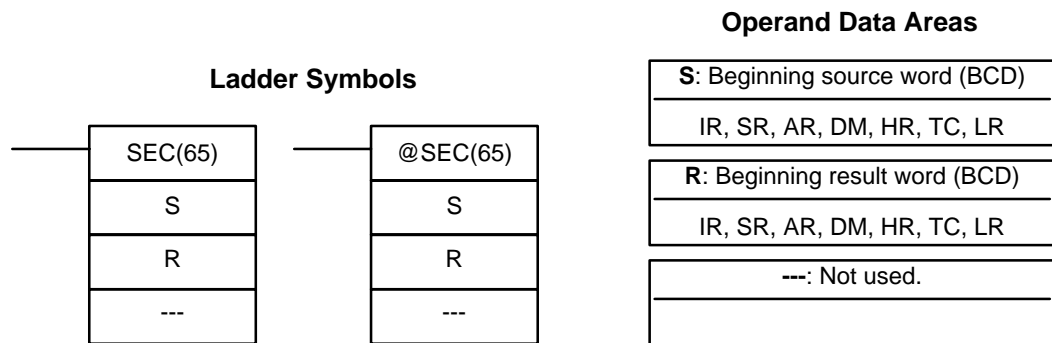 Operand Data Areas
Ladder Symbols
S: Beginning source word (BCD)
IR, SR, AR, DM, HR, TC, LR
SEC(65)
@SEC(65)
R: Beginning result word (BCD)
S
S
IR, SR, AR, DM, HR, TC, LR
R
R
---: Not used.
---
---